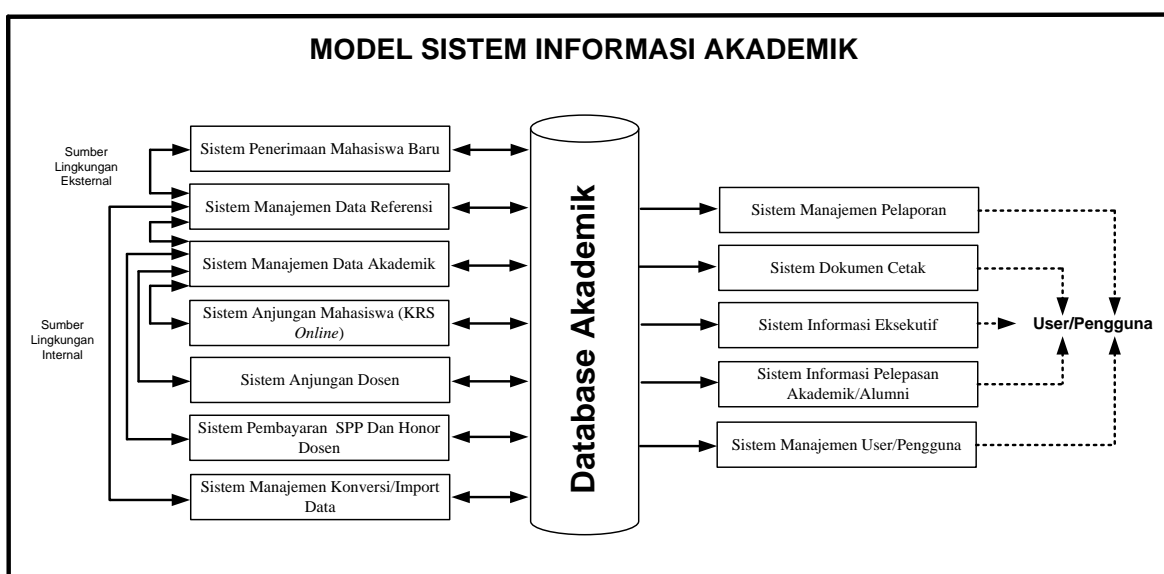 MODEL SISTEM INFORMASI AKADEMIK
Sumber
Lingkungan
Eksternal
Sumber
Lingkungan
Internal
Sistem Penerimaan Mahasiswa Baru
Sistem Manajemen Data Referensi
Sistem Manajemen Data Akademik
Sistem Anjungan Mahasiswa (KRS
Online)
Sistem Anjungan Dosen
Sistem Pembayaran SPP Dan Honor
Dosen
Sistem Manajemen Konversi/Import
Data
Database Akademik
Sistem Manajemen Pelaporan
Sistem Dokumen Cetak
Sistem Informasi Eksekutif
Sistem Informasi Pelepasan
Akademik/Alumni
Sistem Manajemen User/Pengguna
User/Pengguna